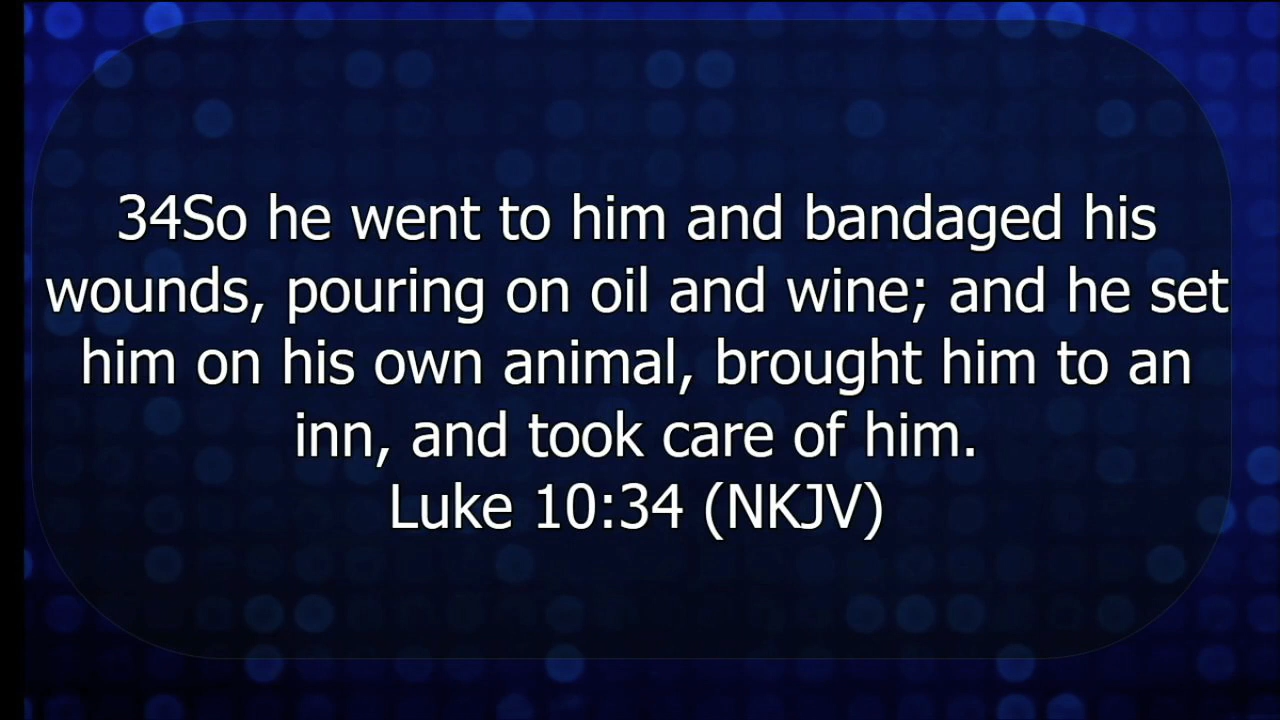 34So he went to him and bandaged his
wounds, pouring on oil and wine; and he set
him on his own animal, brought him to an
inn, and took care of him.
Luke 10:34 (NKJV)